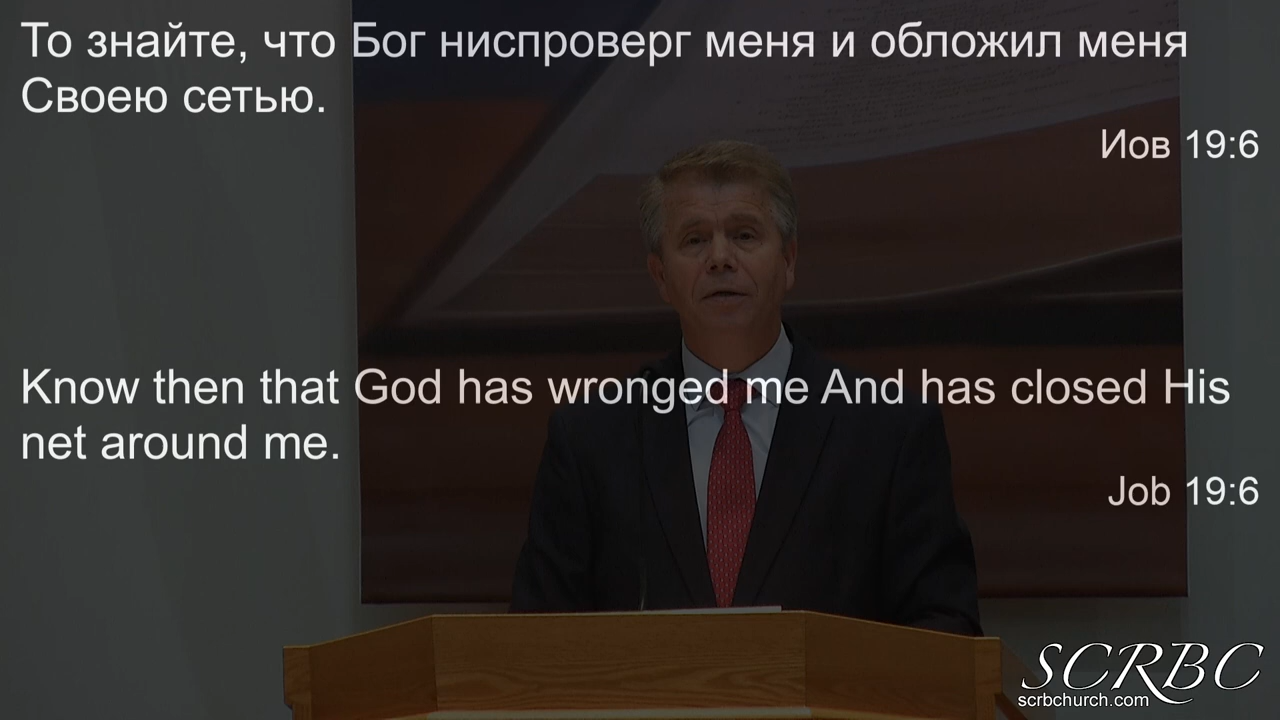 То знайте, что Бог ниспроверг меня и обложил меня
Своею сетью.
Иов 19:6
Know then that God has wronged me And has closed His
net around me.
Job 19:6
SCRBC
scrbchurch.com